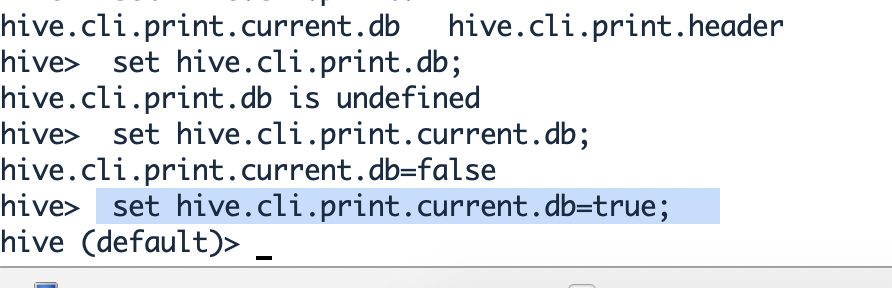 hive.cli.print.current.db   hive.cli.print.header
hive>  set hive.cli.print.db;
hive.cli.print.db is undefined
hive>  set hive.cli.print.current.db;
hive.cli.print.current.db=false
hive>  set hive.cli.print.current.db=true;
hive (default)> _